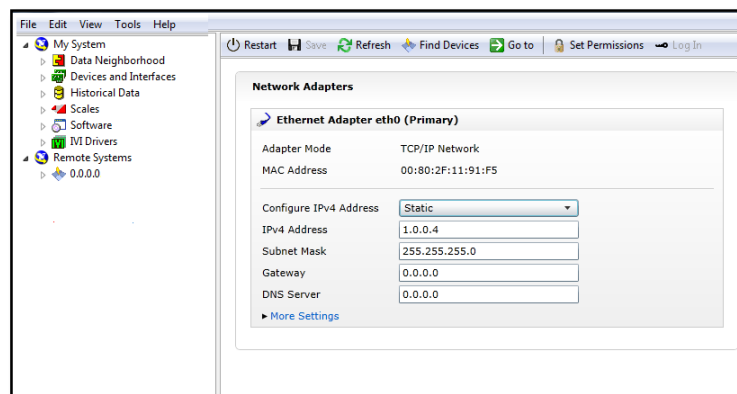 File Edit View Tools Help
My System
Data Neighborhood
Devices and Interfaces
Historical Data
Scales
Software
IVI Drivers
Remote Systems
0.0.0.0
Restart Save Refresh Find Devices Go to Set Permissions Log In
Network Adapters
Ethernet Adapter eth0 (Primary)
Adapter Mode TCP/IP Network
MAC Address 00:80:2F:11:91:F5
Configure IPv4 Address Static
IPv4 Address 1.0.0.4
Subnet Mask 255.255.255.0
Gateway 0.0.0.0
DNS Server 0.0.0.0
More Settings